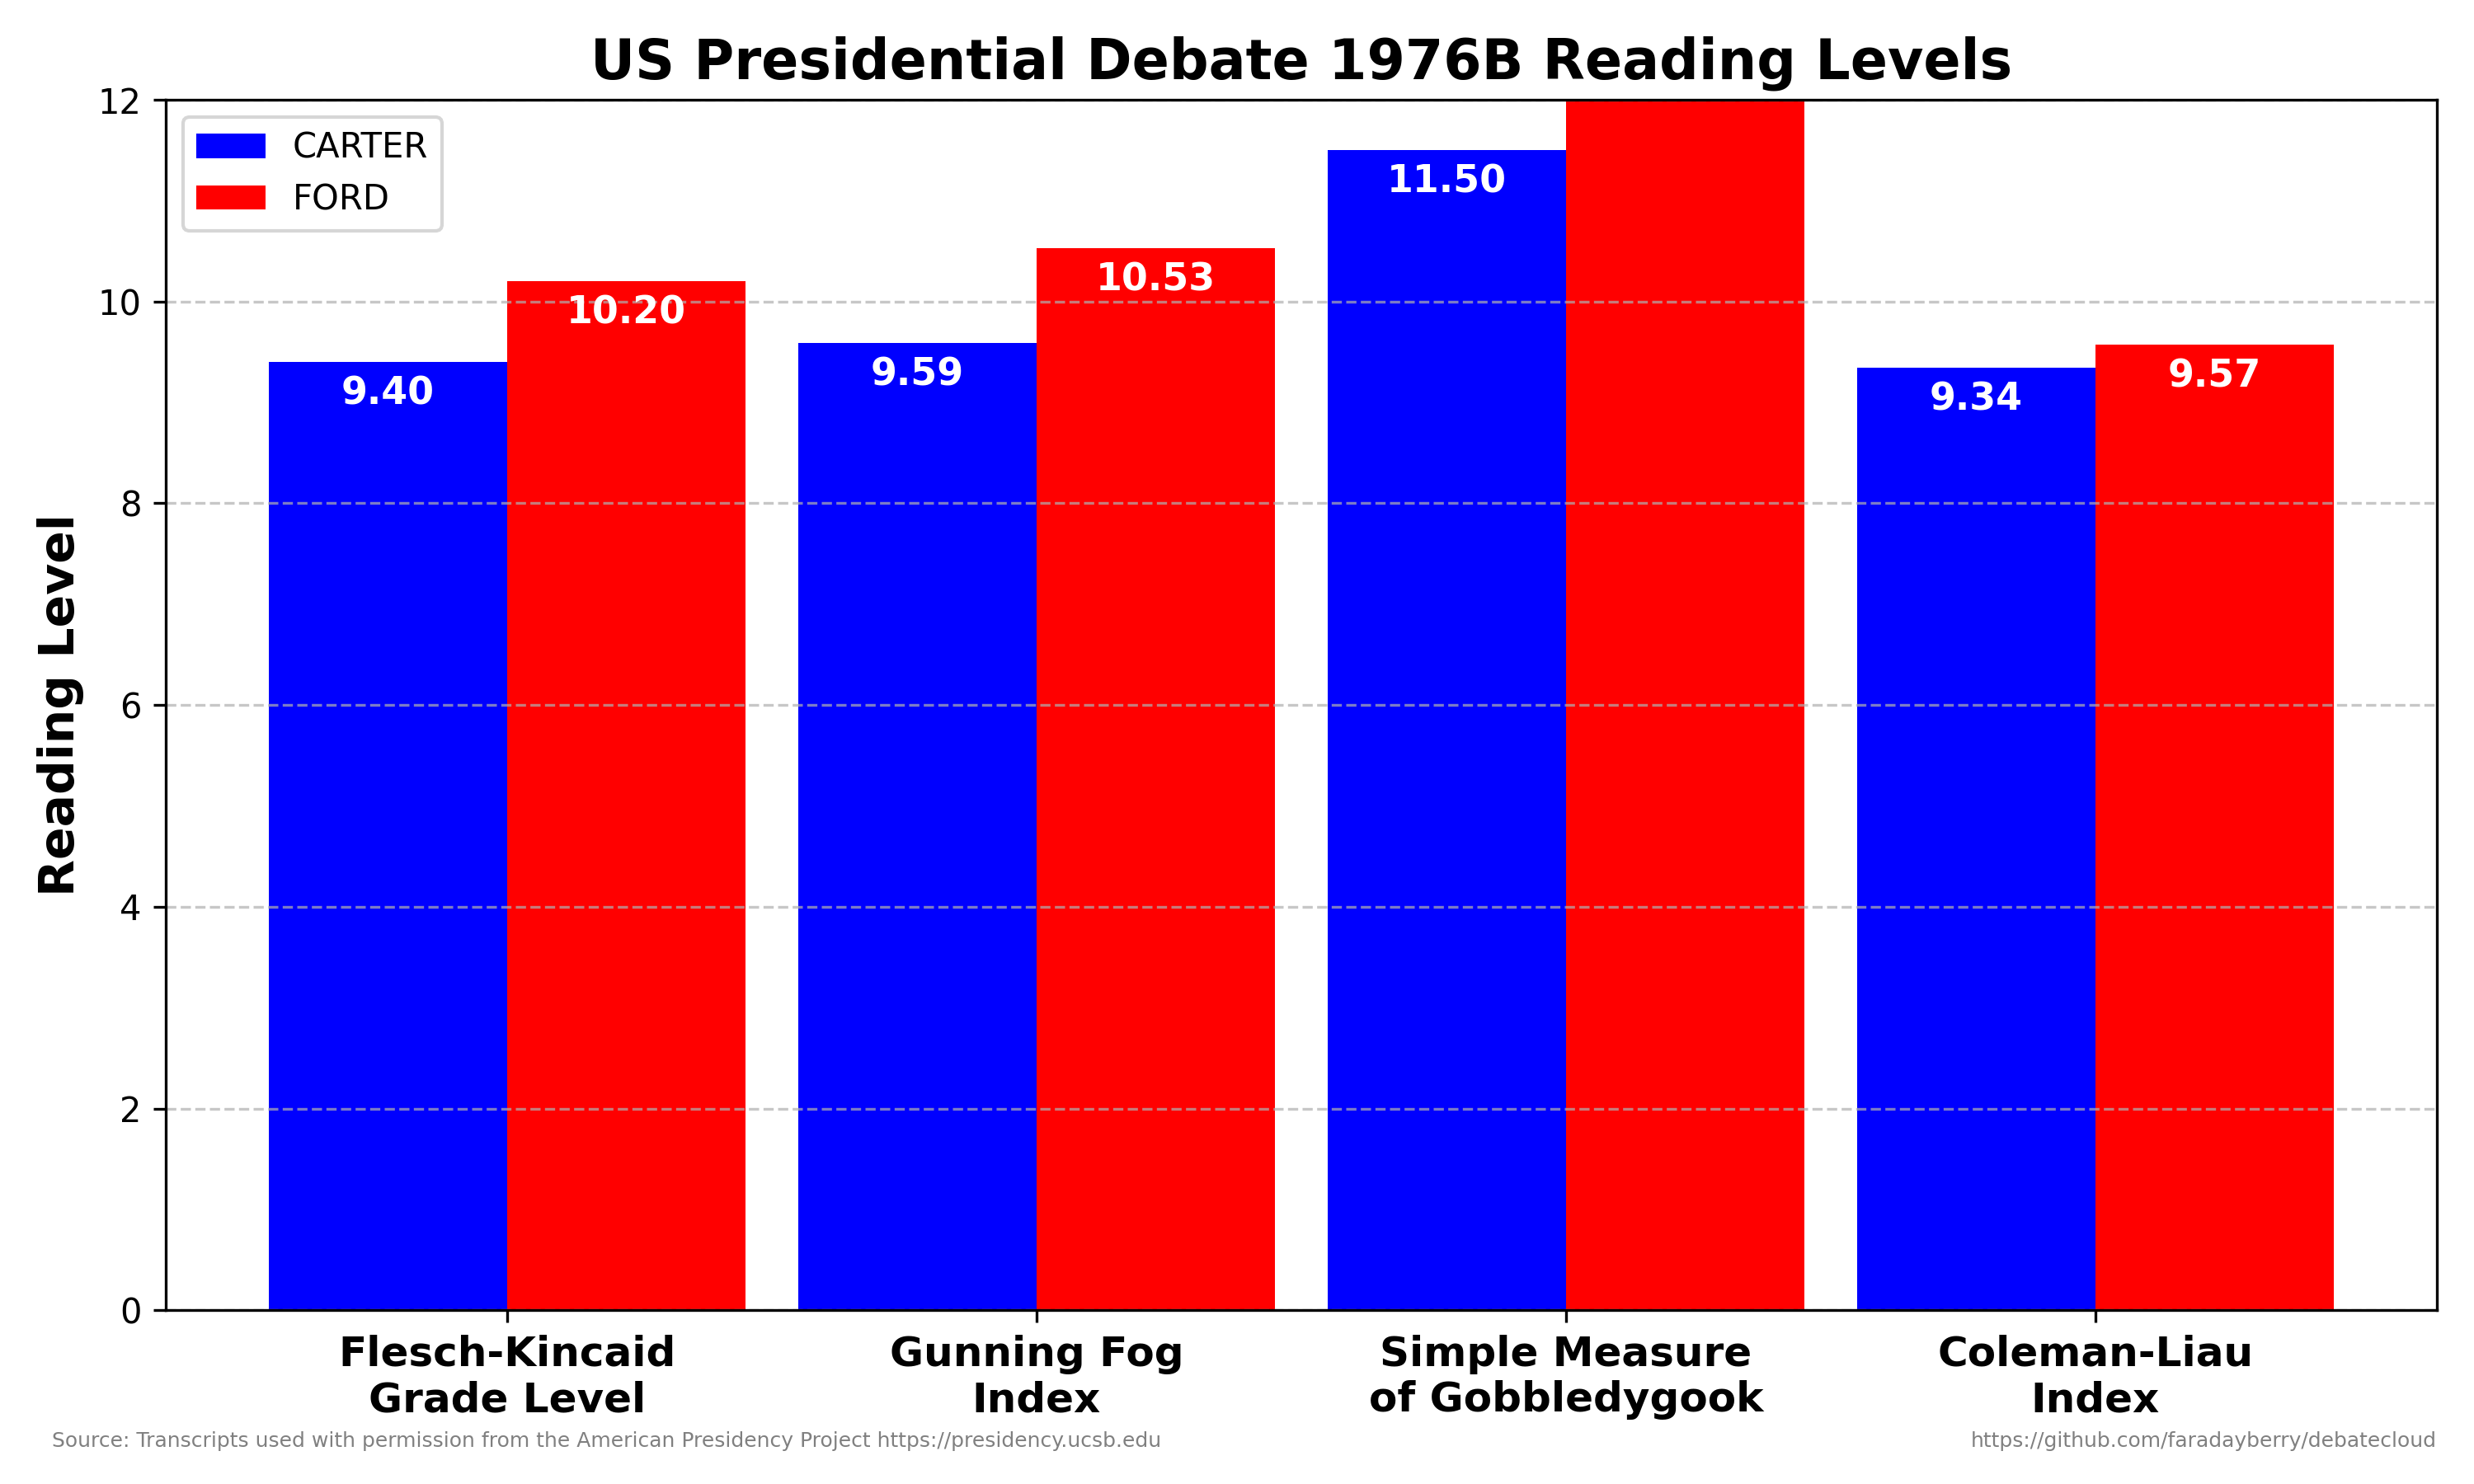 US Presidential Debate 1976B Reading Levels
CARTER
FORD
Reading Level
12
10
8
6
4
2
0
9.40
10.20
9.59
10.53
11.50
9.34
9.57
Flesch-Kincaid
Grade Level
Gunning Fog
Index
Simple Measure
of Gobbledygook
Coleman-Liau
Index
Source: Transcripts used with permission from the American Presidency Project https://presidency.ucsb.edu
https://github.com/faradayberry/debatecloud